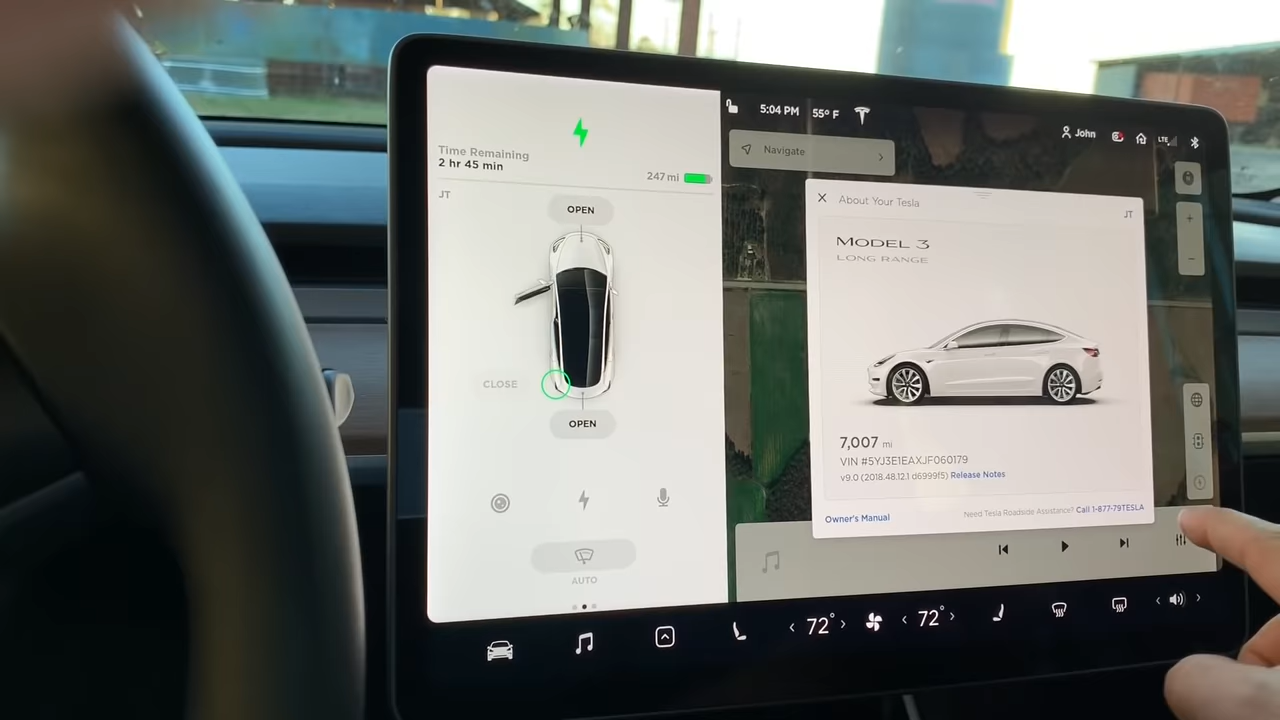 Time Remaining
2 hr 45 min
247 mi
JT
OPEN
CLOSE
OPEN
AUTO
5:04 PM 55° F
John
LTE
Navigate
About Your Tesla
JT
MODEL 3
LONG RANGE
7,007 mi
VIN #5YJ3E1EAXJF060179
v9.0 (2018.48.12.1 d6999f5) Release Notes
Owner's Manual
Need Tesla Roadside Assistance? Call 1-877-79TESLA
+
−
< 72° > < 72° > < >